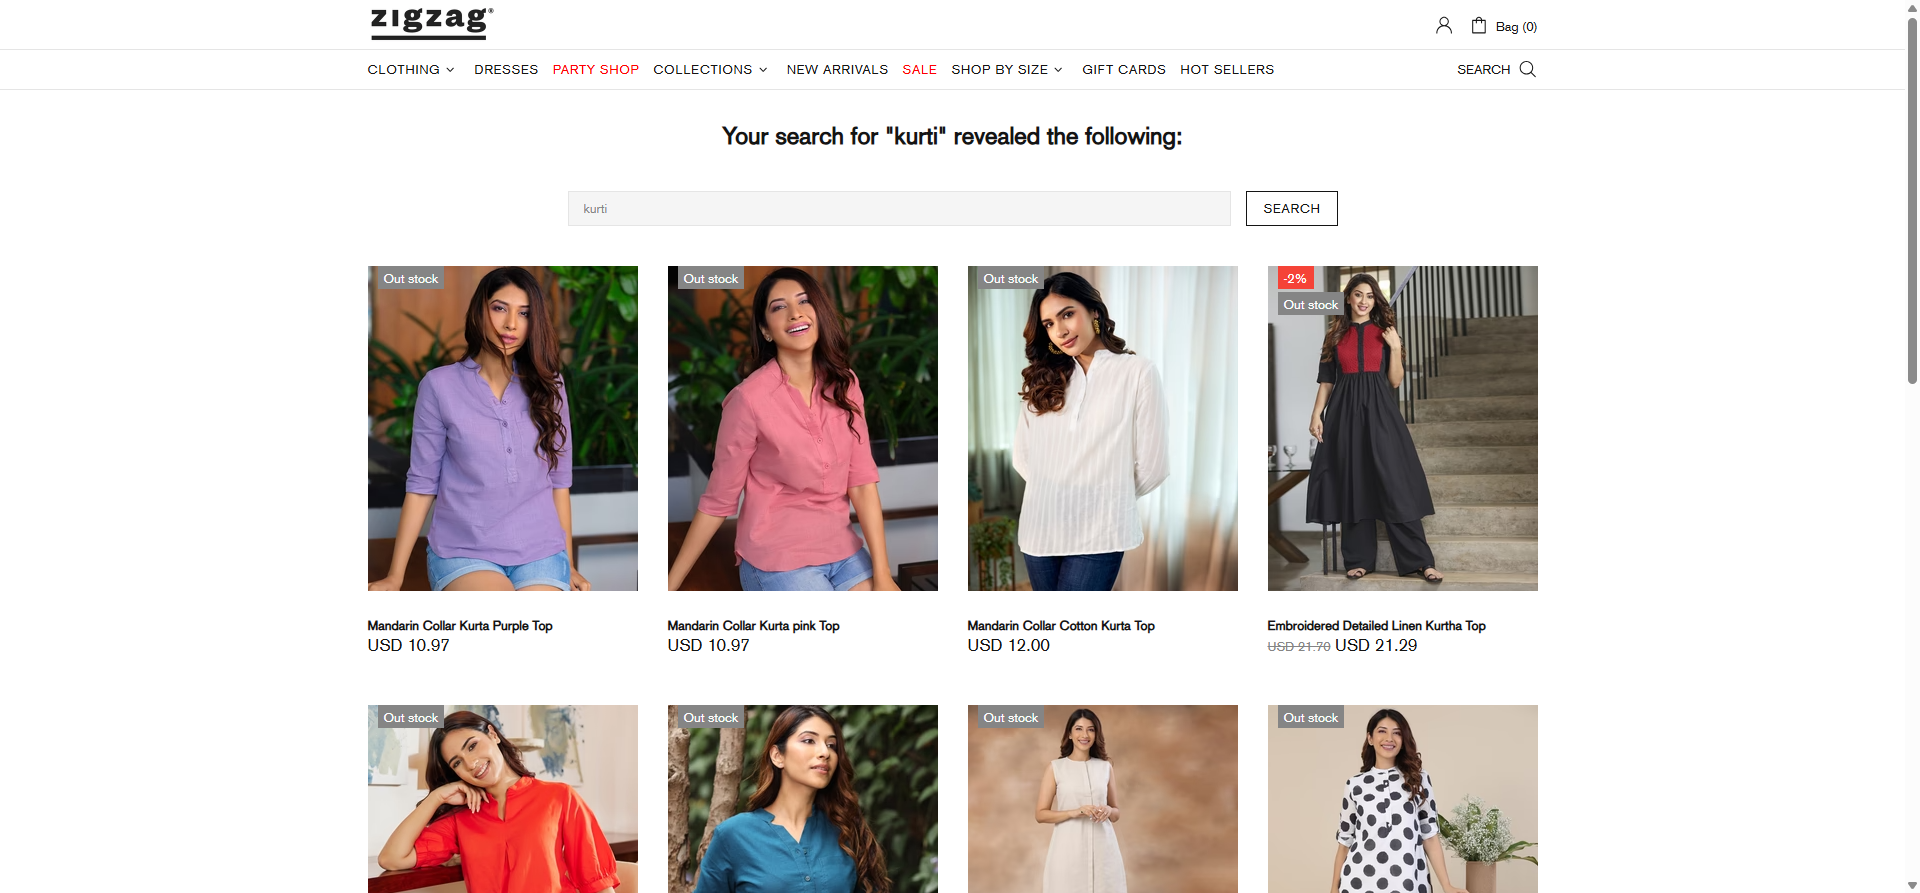 zigzag®
Bag (0)
CLOTHING DRESSES PARTY SHOP COLLECTIONS NEW ARRIVALS SALE SHOP BY SIZE GIFT CARDS HOT SELLERS SEARCH
Your search for "kurti" revealed the following:
kurti SEARCH
Out stock
Out stock
Out stock
-2%
Out stock
Mandarin Collar Kurta Purple Top
USD 10.97
Mandarin Collar Kurta pink Top
USD 10.97
Mandarin Collar Cotton Kurta Top
USD 12.00
Embroidered Detailed Linen Kurtha Top
USD 21.70 USD 21.29
Out stock
Out stock
Out stock
Out stock